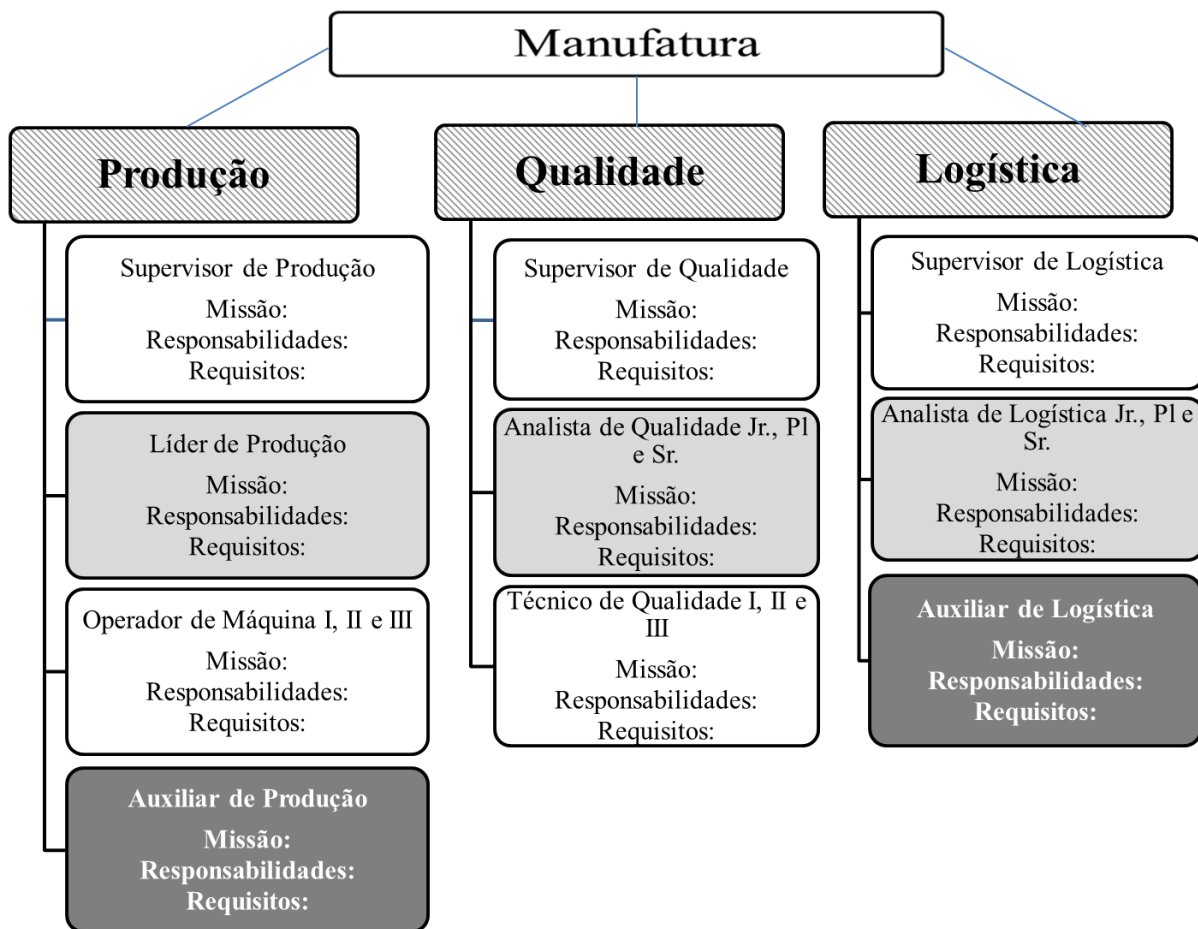 Manufatura
Produção
Supervisor de Produção
Missão:
Responsabilidades:
Requisitos:
Líder de Produção
Missão:
Responsabilidades:
Requisitos:
Operador de Máquina I, II e III
Missão:
Responsabilidades:
Requisitos:
Auxiliar de Produção
Missão:
Responsabilidades:
Requisitos:
Qualidade
Supervisor de Qualidade
Missão:
Responsabilidades:
Requisitos:
Analista de Qualidade Jr., Pl
e Sr.
Missão:
Responsabilidades:
Requisitos:
Técnico de Qualidade I, II e
III
Missão:
Responsabilidades:
Requisitos:
Logística
Supervisor de Logística
Missão:
Responsabilidades:
Requisitos:
Analista de Logística Jr., Pl e
Sr.
Missão:
Responsabilidades:
Requisitos:
Auxiliar de Logística
Missão:
Responsabilidades:
Requisitos: